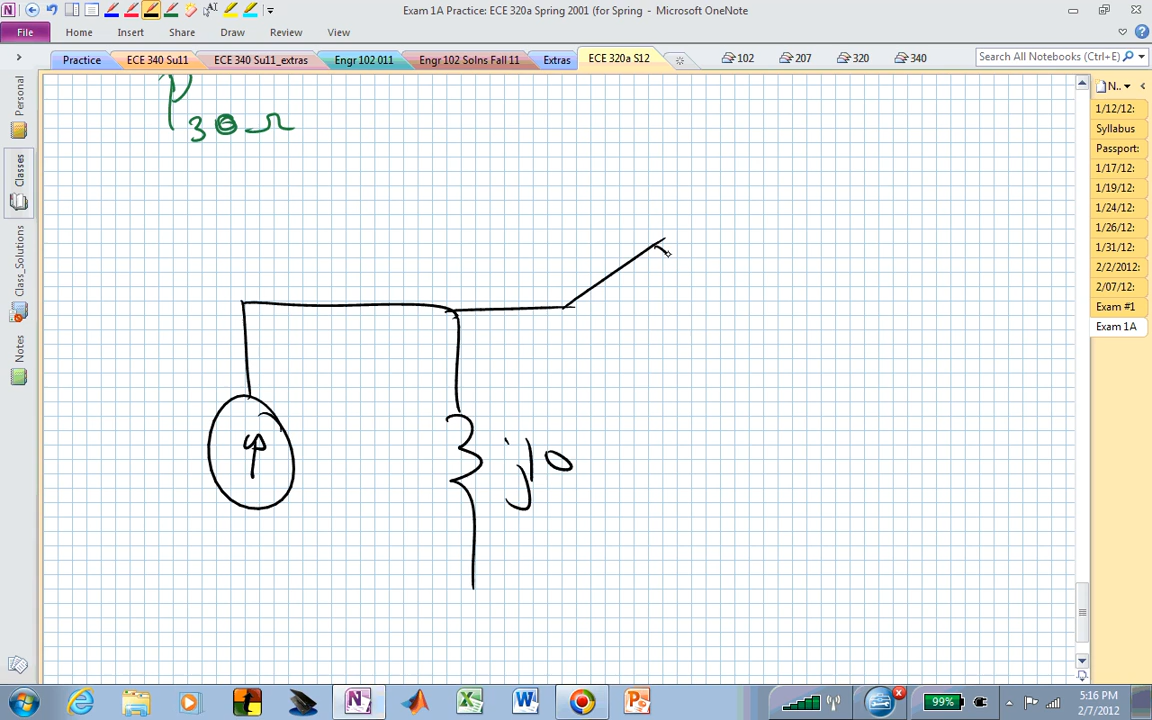 Exam 1A Practice: ECE 320a Spring 2001 (for Spring - Microsoft OneNote
File Home Insert Share Draw Review View
Practice ECE 340 Su11 ECE 340 Su11_extras Engr 102 011 Engr 102 Solns Fall 11 Extras ECE 320a S12 102 207 320 340 Search All Notebooks (Ctrl+E)
N..
Personal
Classes
Class_Solutions
Notes
1/12/12:
Syllabus
Passport:
1/17/12:
1/19/12:
1/24/12:
1/26/12:
1/31/12:
2/2/2012:
2/07/12:
Exam #1
Exam 1A
P30Ω
j10
99%
5:16 PM
2/7/2012